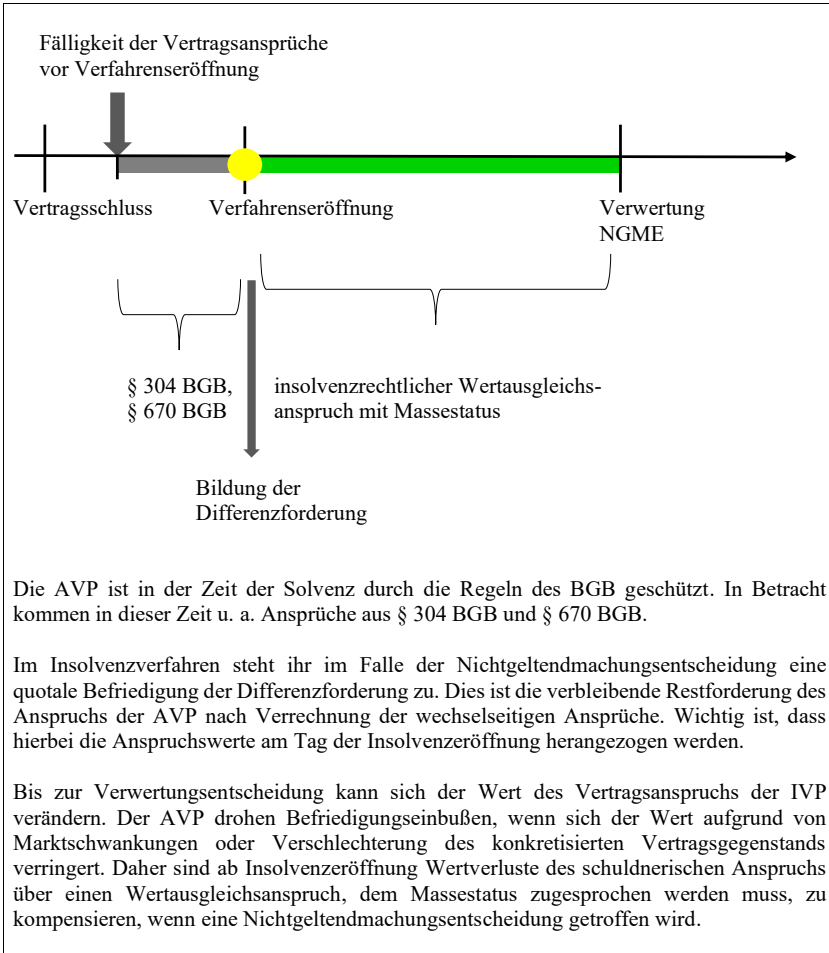 Fälligkeit der Vertragsansprüche
vor Verfahrenseröffnung
Vertragsschluss
Verfahrenseröffnung
Verwertung
NGME
§ 304 BGB,
§ 670 BGB
insolvenzrechtlicher Wertausgleichs-
anspruch mit Massestatus
Bildung der
Differenzforderung
Die AVP ist in der Zeit der Solvenz durch die Regeln des BGB geschützt. In Betracht
kommen in dieser Zeit u. a. Ansprüche aus § 304 BGB und § 670 BGB.
Im Insolvenzverfahren steht ihr im Falle der Nichtgeltendmachungsentscheidung eine
quotale Befriedigung der Differenzforderung zu. Dies ist die verbleibende Restforderung des
Anspruchs der AVP nach Verrechnung der wechselseitigen Ansprüche. Wichtig ist, dass
hierbei die Anspruchswerte am Tag der Insolvenzeröffnung herangezogen werden.
Bis zur Verwertungsentscheidung kann sich der Wert des Vertragsanspruchs der IVP
verändern. Der AVP drohen Befriedigungseinbußen, wenn sich der Wert aufgrund von
Marktschwankungen oder Verschlechterung des konkretisierten Vertragsgegenstands
verringert. Daher sind ab Insolvenzeröffnung Wertverluste des schuldnerischen Anspruchs
über einen Wertausgleichsanspruch, dem Massestatus zugesprochen werden muss, zu
kompensieren, wenn eine Nichtgeltendmachungsentscheidung getroffen wird.